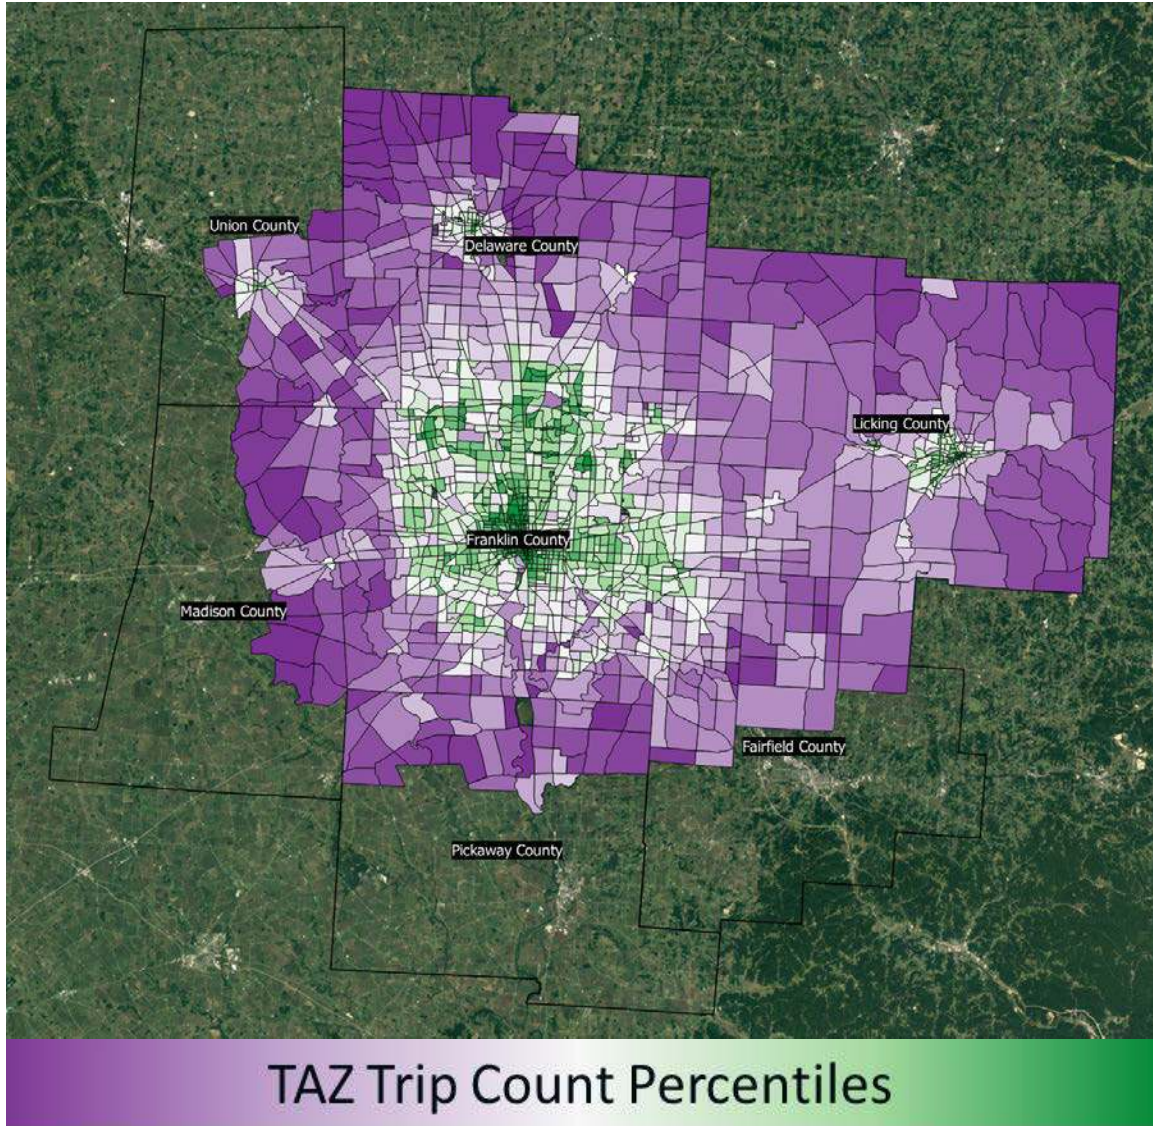 Union County
Delaware County
Licking County
Franklin County
Madison County
Fairfield County
Pickaway County
TAZ Trip Count Percentiles